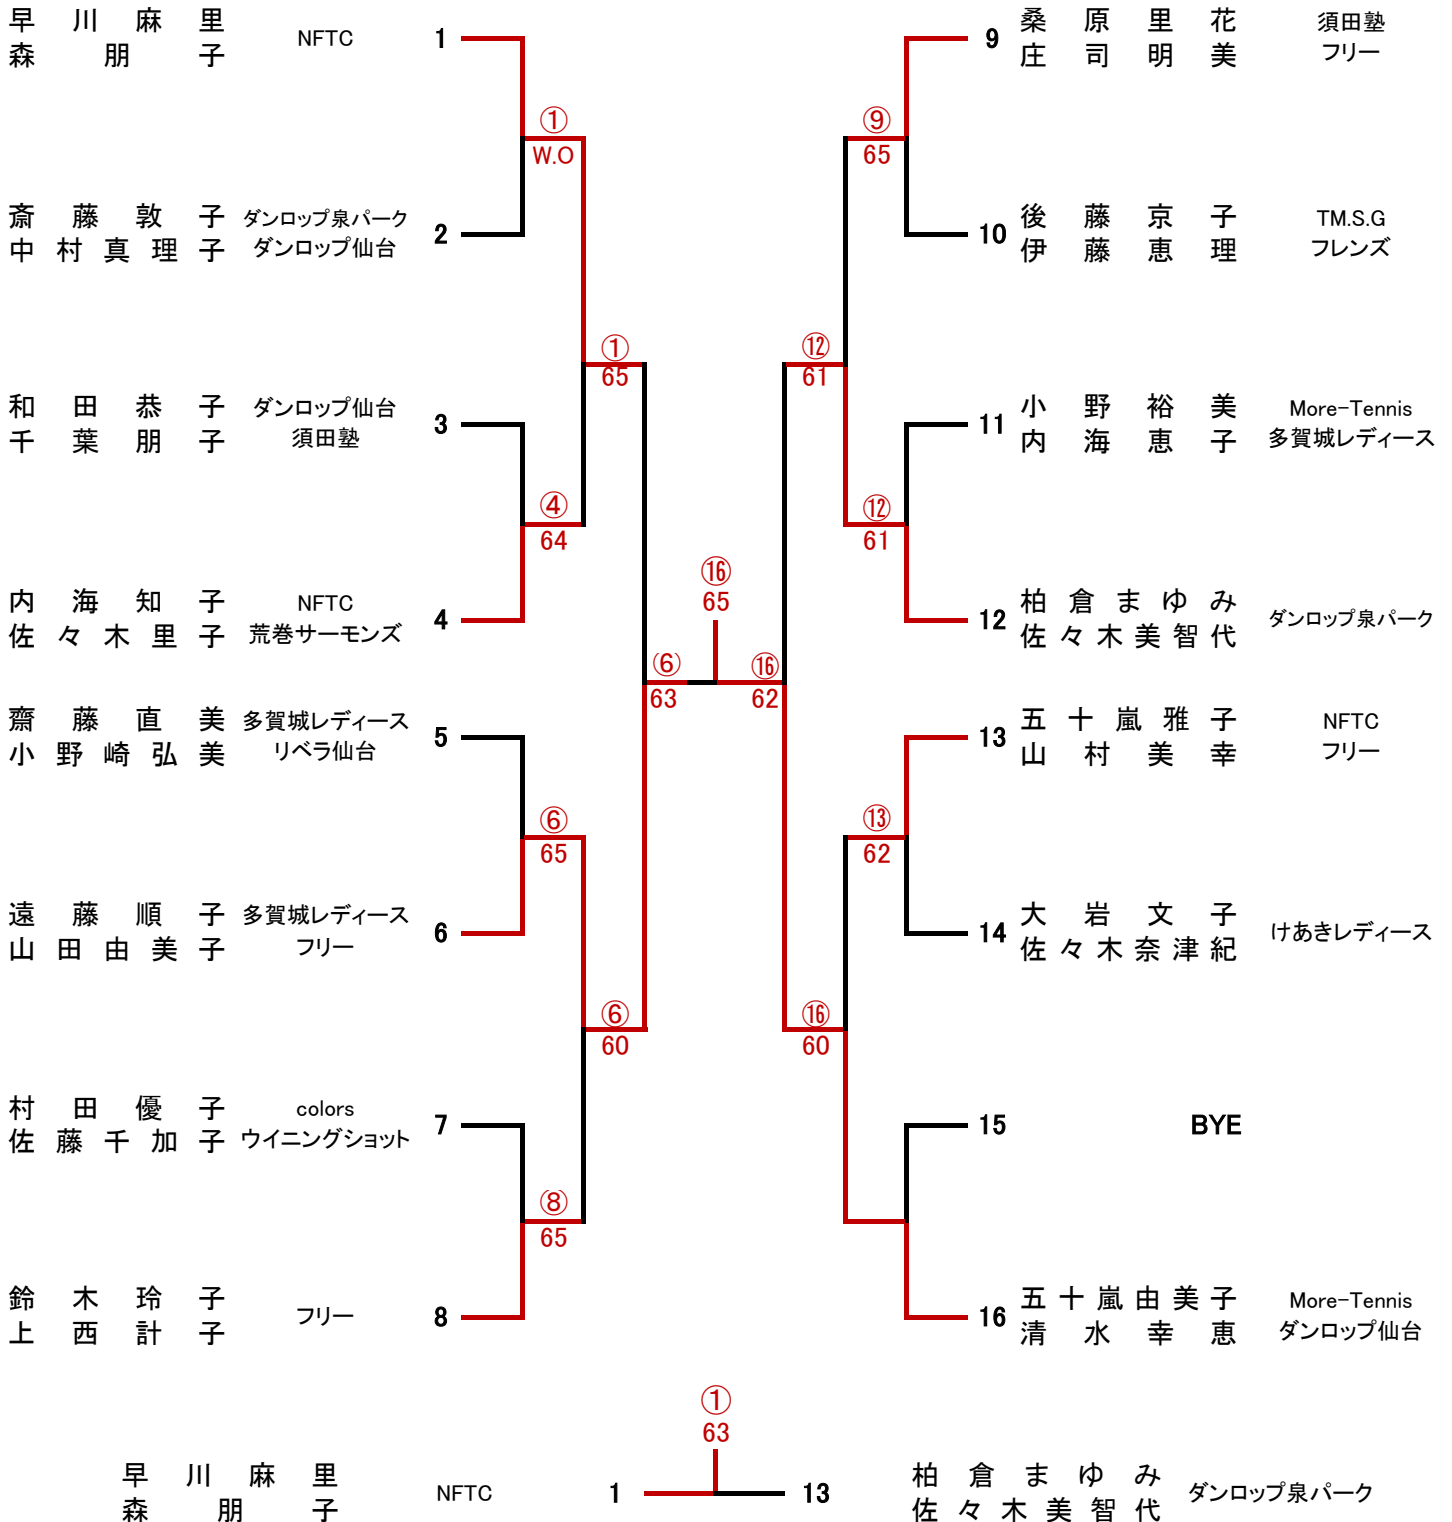 早川麻里 NFTC 1
森朋子
① W.O
斎藤敦子 ダンロップ泉パーク 2
中村真理子 ダンロップ仙台
① 65
和田恭子 ダンロップ仙台 3
千葉朋子 須田塾
④ 64
内海知子 NFTC 4
佐々木里子 荒巻サーモンズ
⑥ 63
齋藤直美 多賀城レディース 5
小野崎弘美 リベラ仙台
⑥ 65
遠藤順子 多賀城レディース 6
山田由美子 フリー
⑥ 60
村田優子 colors 7
佐藤千加子 ウイニングショット
⑧ 65
鈴木玲子 フリー 8
上西計子
⑯ 65
9 桑原里花 須田塾
庄司明美 フリー
⑨ 65
10 後藤京子 TM.S.G
伊藤恵理 フレンズ
⑫ 61
11 小野裕美 More-Tennis
内海恵子 多賀城レディース
⑫ 61
12 柏倉まゆみ ダンロップ泉パーク
佐々木美智代
⑯ 62
13 五十嵐雅子 NFTC
山村美幸 フリー
⑬ 62
14 大岩文子 けあきレディース
佐々木奈津紀
⑯ 60
15 BYE
16 五十嵐由美子 More-Tennis
清水幸恵 ダンロップ仙台
① 63
早川麻里 NFTC 1
森朋子
13 柏倉まゆみ ダンロップ泉パーク
佐々木美智代